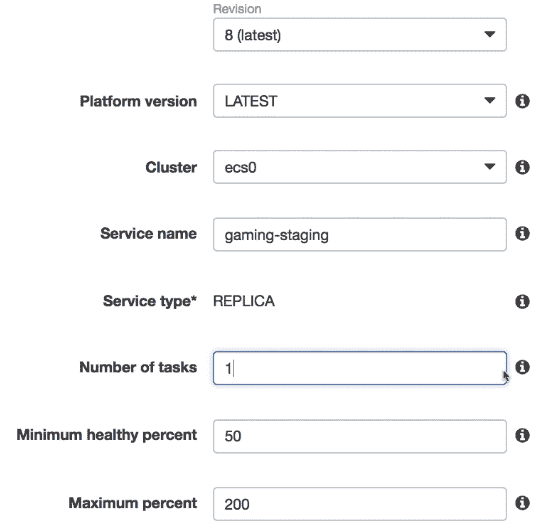 Revision
8 (latest)
Platform version LATEST
Cluster ecs0
Service name gaming-staging
Service type* REPLICA
Number of tasks 1
Minimum healthy percent 50
Maximum percent 200